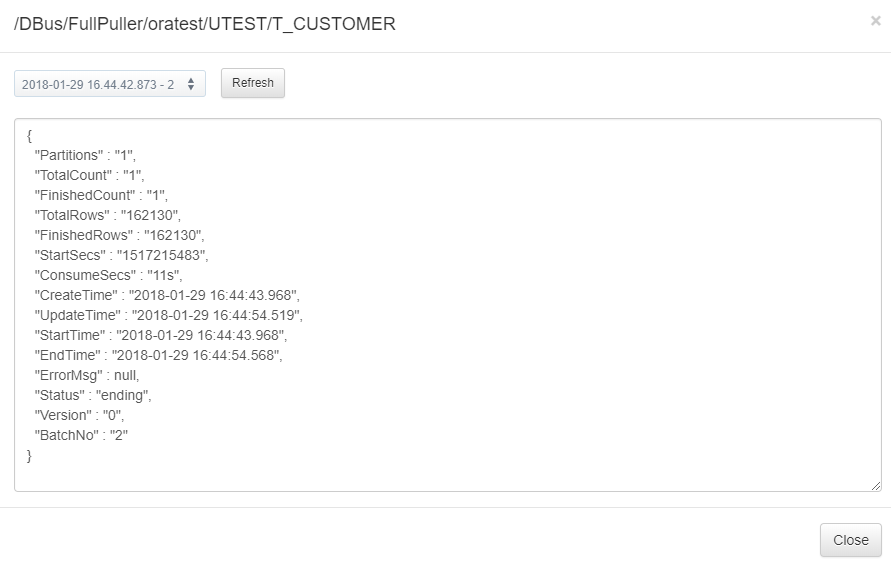 /DBus/FullPuller/oratest/UTEST/T_CUSTOMER
×
2018-01-29 16.44.42.873 - 2
Refresh
{
"Partitions" : "1",
"TotalCount" : "1",
"FinishedCount" : "1",
"TotalRows" : "162130",
"FinishedRows" : "162130",
"StartSecs" : "1517215483",
"ConsumeSecs" : "11s",
"CreateTime" : "2018-01-29 16:44:43.968",
"UpdateTime" : "2018-01-29 16:44:54.519",
"StartTime" : "2018-01-29 16:44:43.968",
"EndTime" : "2018-01-29 16:44:54.568",
"ErrorMsg" : null,
"Status" : "ending",
"Version" : "0",
"BatchNo" : "2"
}
Close